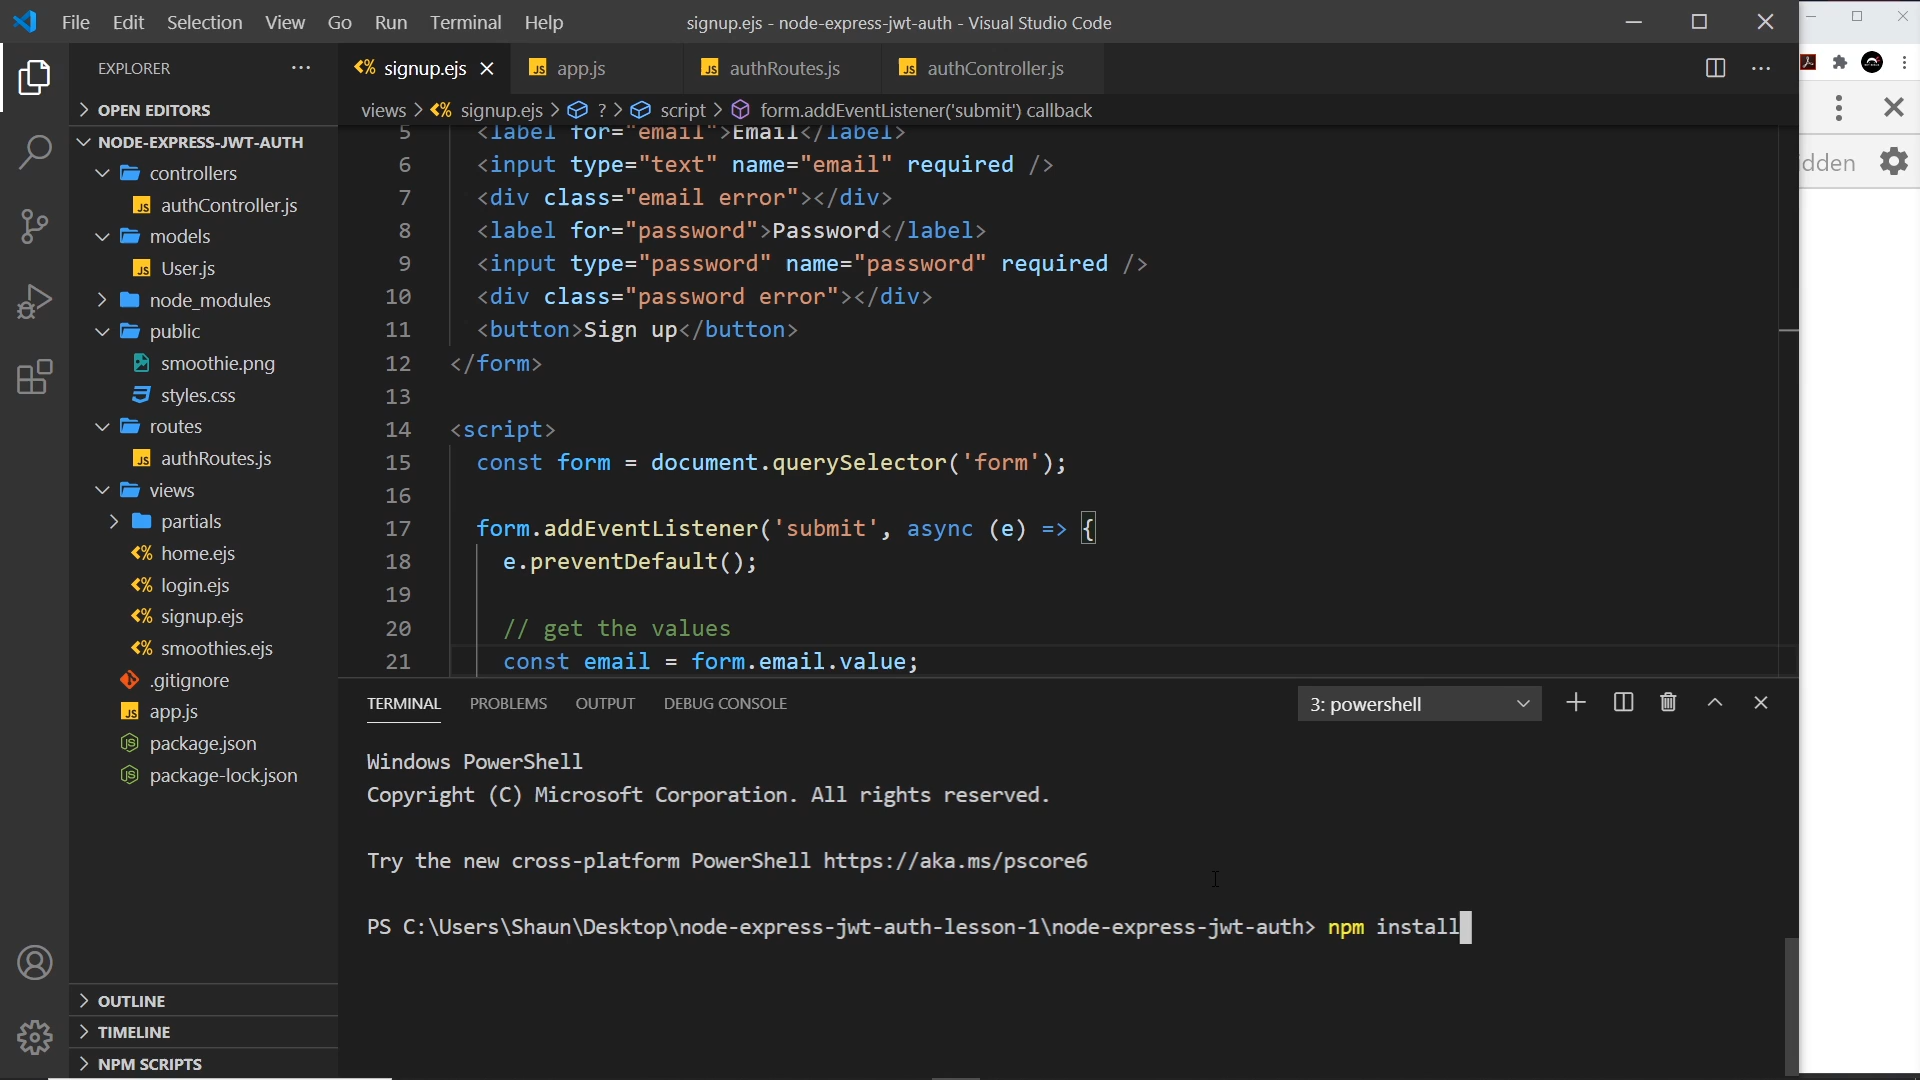 File Edit Selection View Go Run Terminal Help
signup.ejs - node-express-jwt-auth - Visual Studio Code
EXPLORER
OPEN EDITORS
NODE-EXPRESS-JWT-AUTH
controllers
authController.js
models
User.js
node_modules
public
smoothie.png
styles.css
routes
authRoutes.js
views
partials
home.ejs
login.ejs
signup.ejs
smoothies.ejs
.gitignore
app.js
package.json
package-lock.json
OUTLINE
TIMELINE
NPM SCRIPTS
signup.ejs app.js authRoutes.js authController.js
views > signup.ejs > ? > script > form.addEventListener('submit') callback
5 <label for="email">Email</label>
6 <input type="text" name="email" required />
7 <div class="email error"></div>
8 <label for="password">Password</label>
9 <input type="password" name="password" required />
10 <div class="password error"></div>
11 <button>Sign up</button>
12 </form>
13
14 <script>
15 const form = document.querySelector('form');
16
17 form.addEventListener('submit', async (e) => {
18 e.preventDefault();
19
20 // get the values
21 const email = form.email.value;
TERMINAL PROBLEMS OUTPUT DEBUG CONSOLE
3: powershell
Windows PowerShell
Copyright (C) Microsoft Corporation. All rights reserved.
Try the new cross-platform PowerShell https://aka.ms/pscore6
PS C:\Users\Shaun\Desktop\node-express-jwt-auth-lesson-1\node-express-jwt-auth> npm install
dden